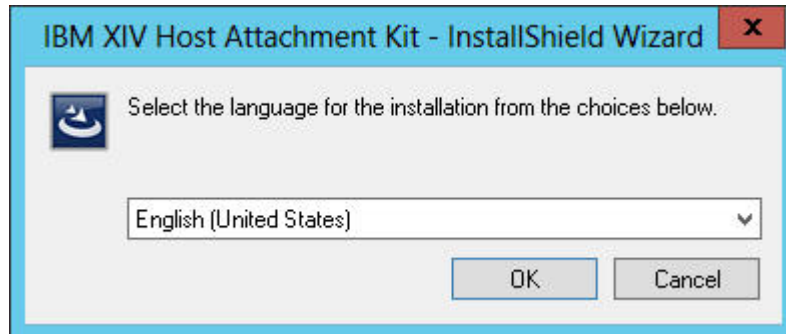 IBM XIV Host Attachment Kit - InstallShield Wizard
x
Select the language for the installation from the choices below.
English (United States)
OK Cancel